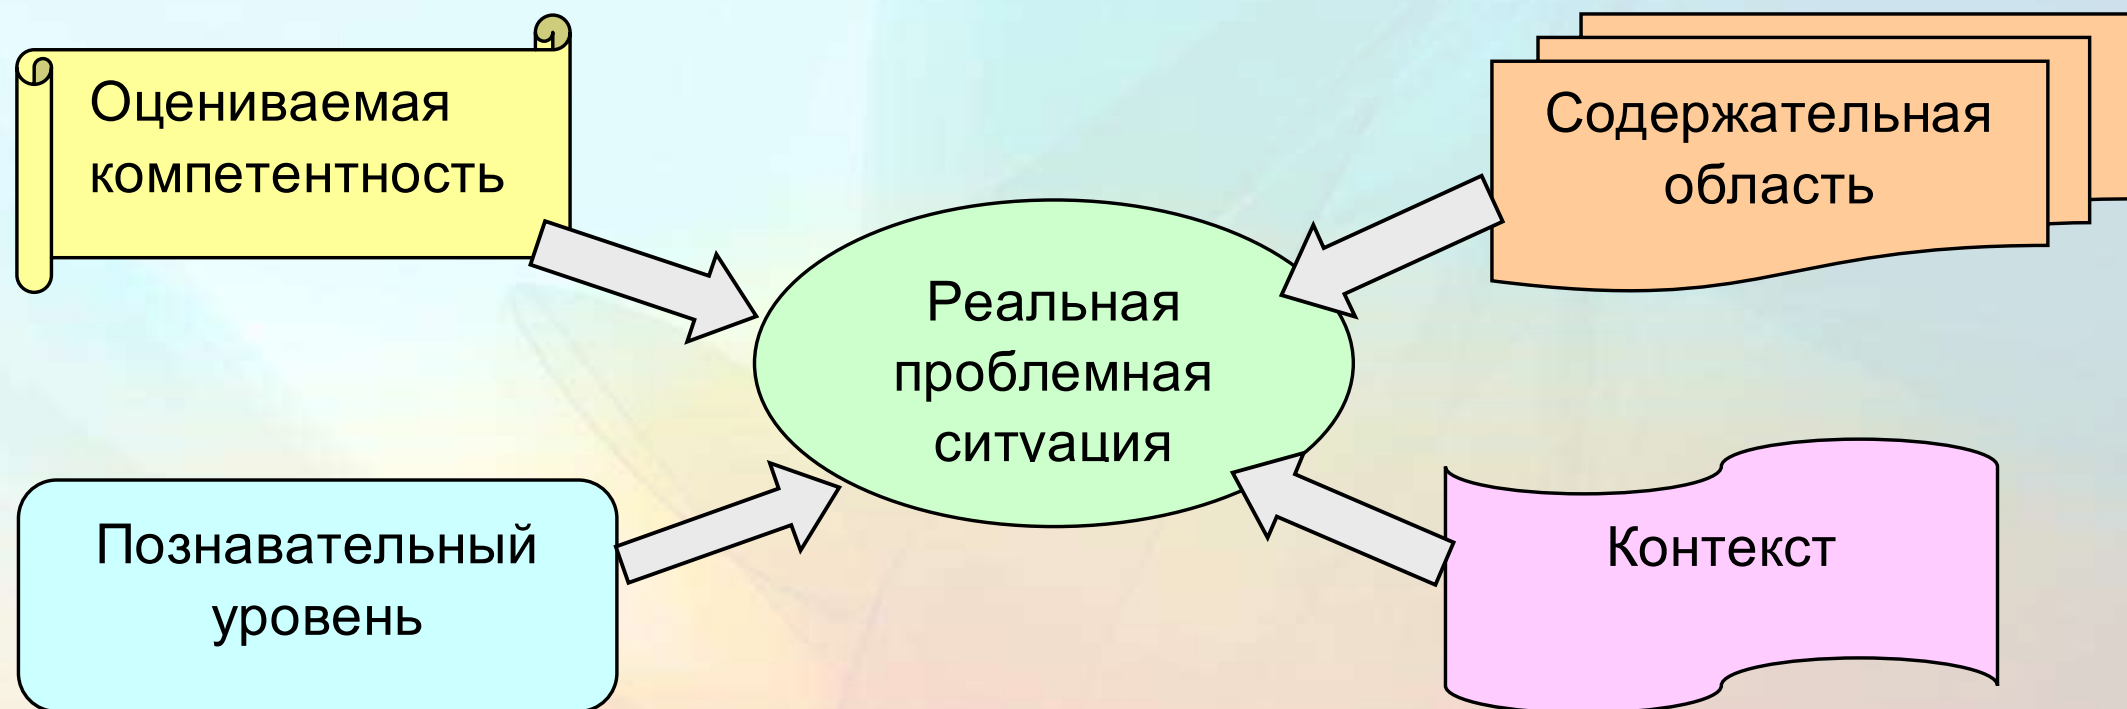 Оцениваемая
компетентность
Содержательная
область
Реальная
проблемная
ситуация
Познавательный
уровень
Контекст